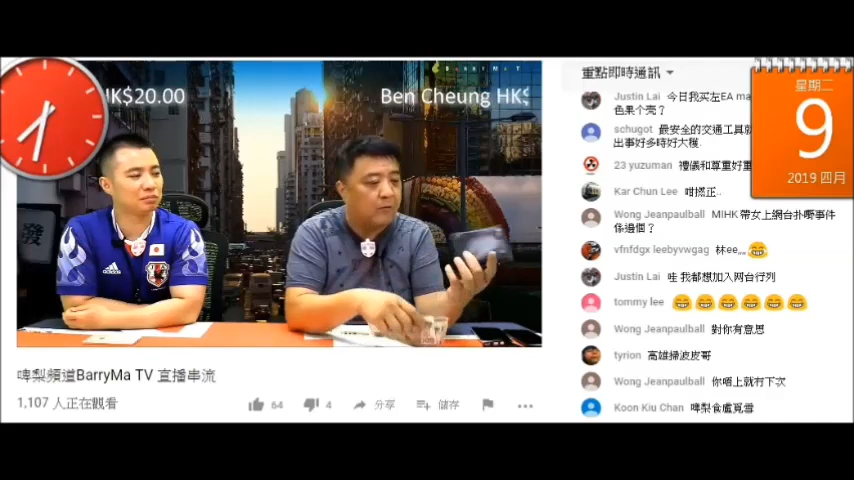 HK$20.00
Ben Cheung HK$
發
adidas
啤梨頻道BarryMa TV 直播串流
1,107 人正在觀看
64
4
分享
儲存
重點即時通訊
Justin Lai 今日我买左EA ma
色果个壳？
schugot 最安全的交通工具就
出事好多時好大穫.
23 yuzuman 禮儀和尊重好重
Kar Chun Lee 咁撚正..
Wong Jeanpaulball MIHK 帶女上網台扑嘢事件
係邊個？
vfnfdgx leebyvwgag 林ee,,,,😂
Justin Lai 哇 我都想加入网台行列
tommy lee 😂😂😂😂😂😂
Wong Jeanpaulball 對你有意思
tyrion 高雄掃波皮哥
Wong Jeanpaulball 你唔上就冇下次
Koon Kiu Chan 啤梨食盧覓雪
星期二
9
2019 四月